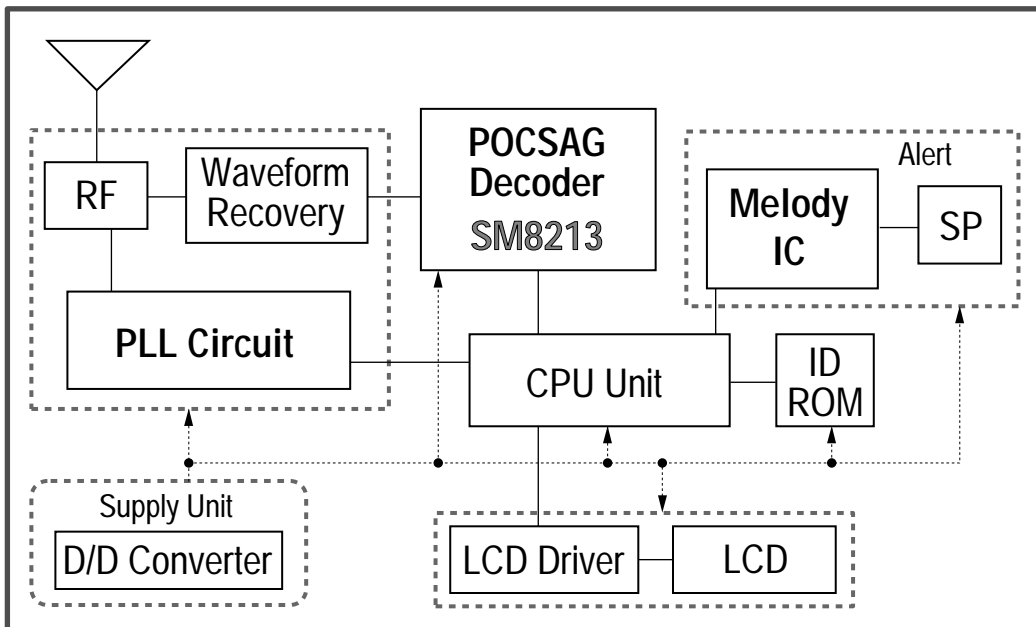 POCSAG
Decoder
SM8213
Alert
RF
Waveform
Recovery
Melody
IC
SP
PLL Circuit
CPU Unit
ID
ROM
Supply Unit
D/D Converter
LCD Driver
LCD